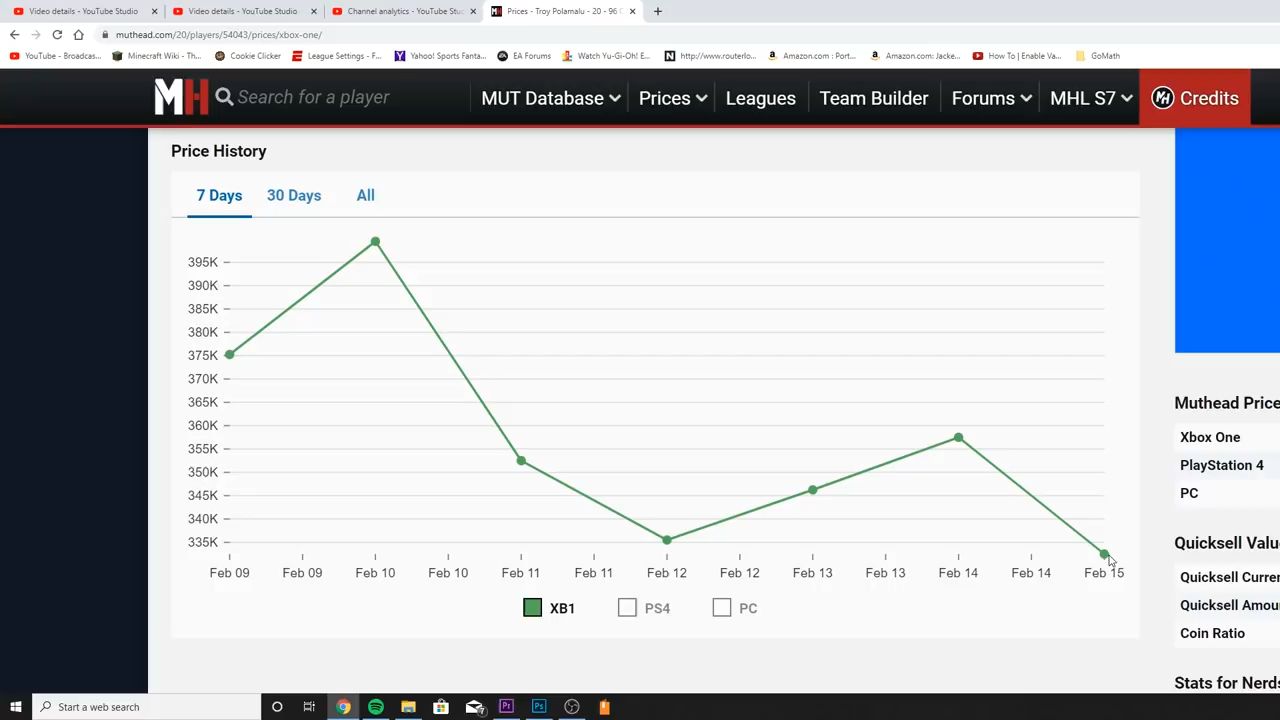 Video details - YouTube Studio
Video details - YouTube Studio
Channel analytics - YouTube Stu
Prices - Troy Polamalu - 20 - 96 O
muthead.com/20/players/54043/prices/xbox-one/
YouTube - Broadcas...
Minecraft Wiki - Th...
Cookie Clicker
League Settings - F...
Yahoo! Sports Fanta...
EA Forums
Watch Yu-Gi-Oh! E...
http://www.routerlo...
Amazon.com : Port...
Amazon.com: Jacke...
How To | Enable Va...
GoMath
MH
Search for a player
MUT Database
Prices
Leagues
Team Builder
Forums
MHL S7
Credits
Price History
7 Days
30 Days
All
395K
390K
385K
380K
375K
370K
365K
360K
355K
350K
345K
340K
335K
Feb 09
Feb 09
Feb 10
Feb 10
Feb 11
Feb 11
Feb 12
Feb 12
Feb 13
Feb 13
Feb 14
Feb 14
Feb 15
XB1
PS4
PC
Muthead Price
Xbox One
PlayStation 4
PC
Quicksell Valu
Quicksell Curren
Quicksell Amou
Coin Ratio
Stats for Nerds
Start a web search